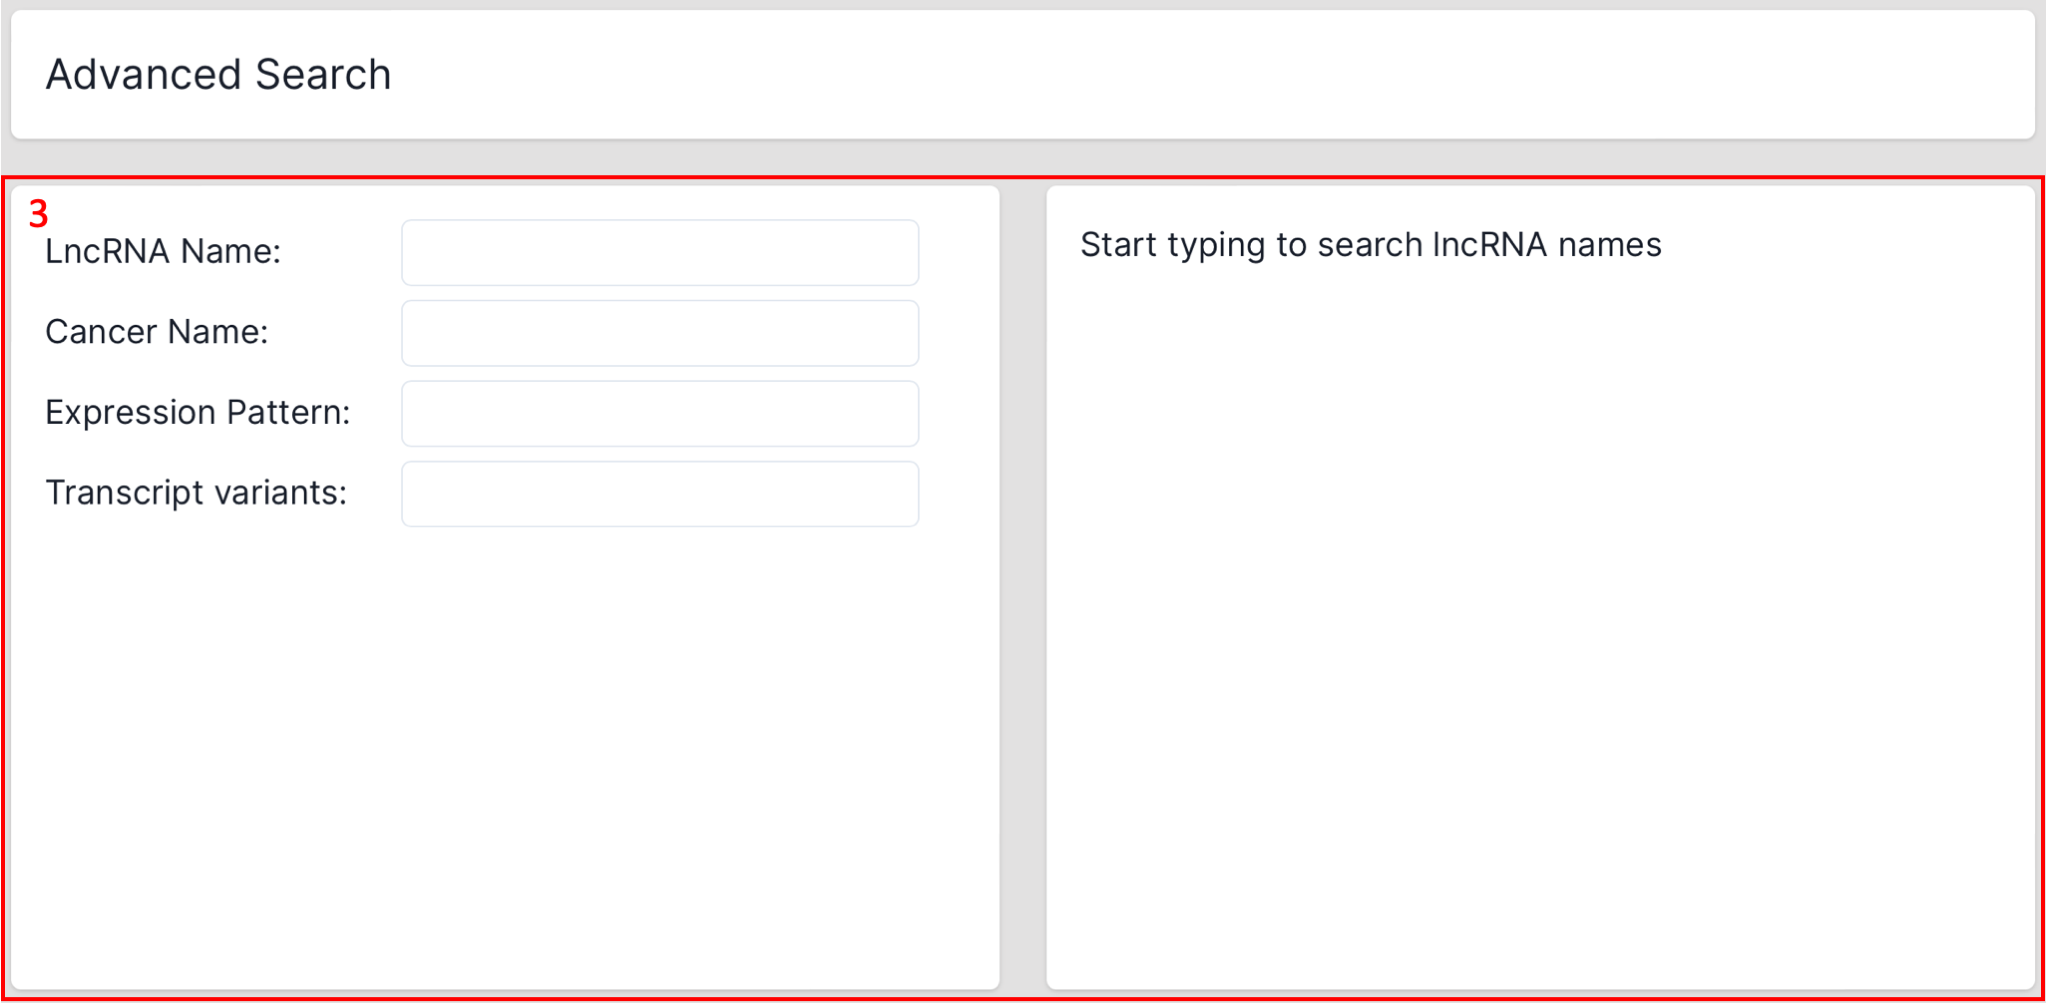 Advanced Search
3
LncRNA Name:
Cancer Name:
Expression Pattern:
Transcript variants:
Start typing to search lncRNA names